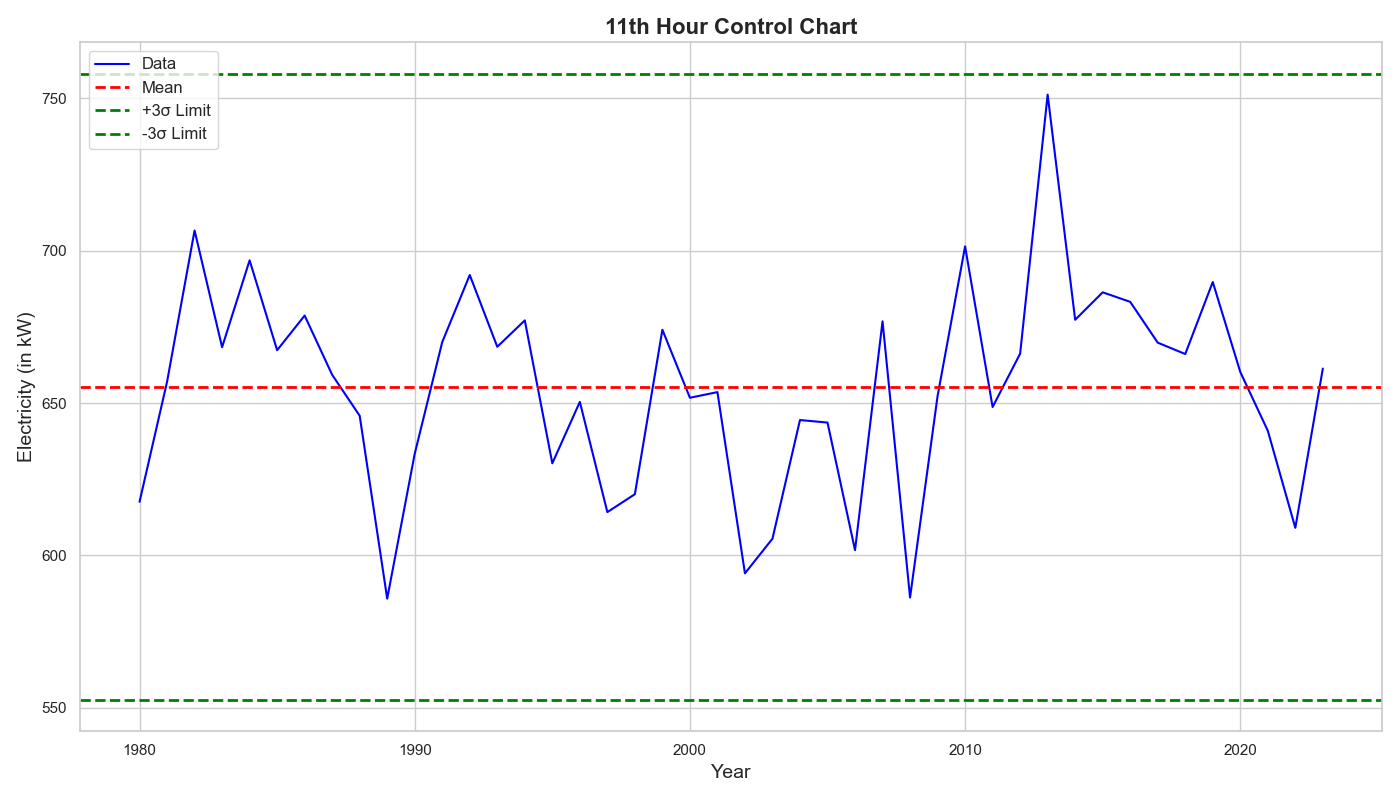 11th Hour Control Chart
Data
Mean
+3σ Limit
-3σ Limit
Electricity (in kW)
750
700
650
600
550
1980
1990
2000
2010
2020
Year